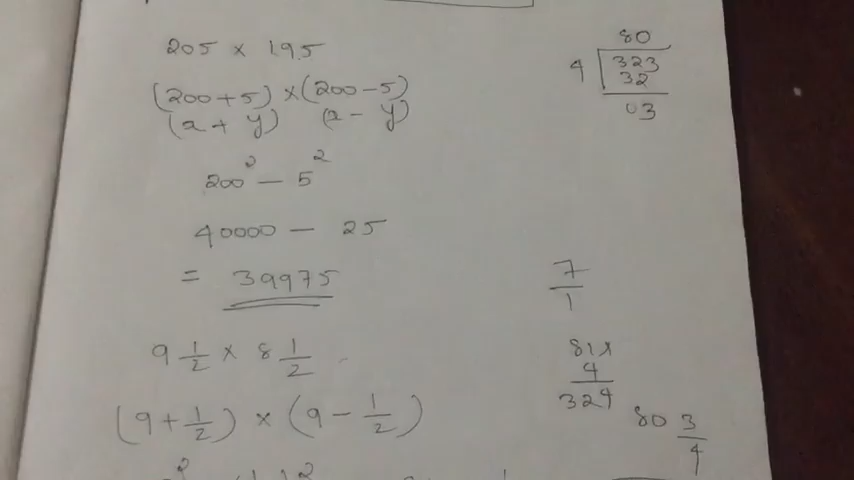 205 × 195
(200+5) × (200-5)
(x + y) (x - y)
200² - 5²
40000 - 25
= 39975
9 1/2 × 8 1/2
(9 + 1/2) × (9 - 1/2)
80
4 323
32
03
7/1
81×
4
324
80 3/4